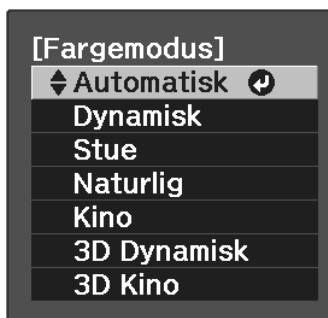 [Fargemodus]
Automatisk
Dynamisk
Stue
Naturlig
Kino
3D Dynamisk
3D Kino